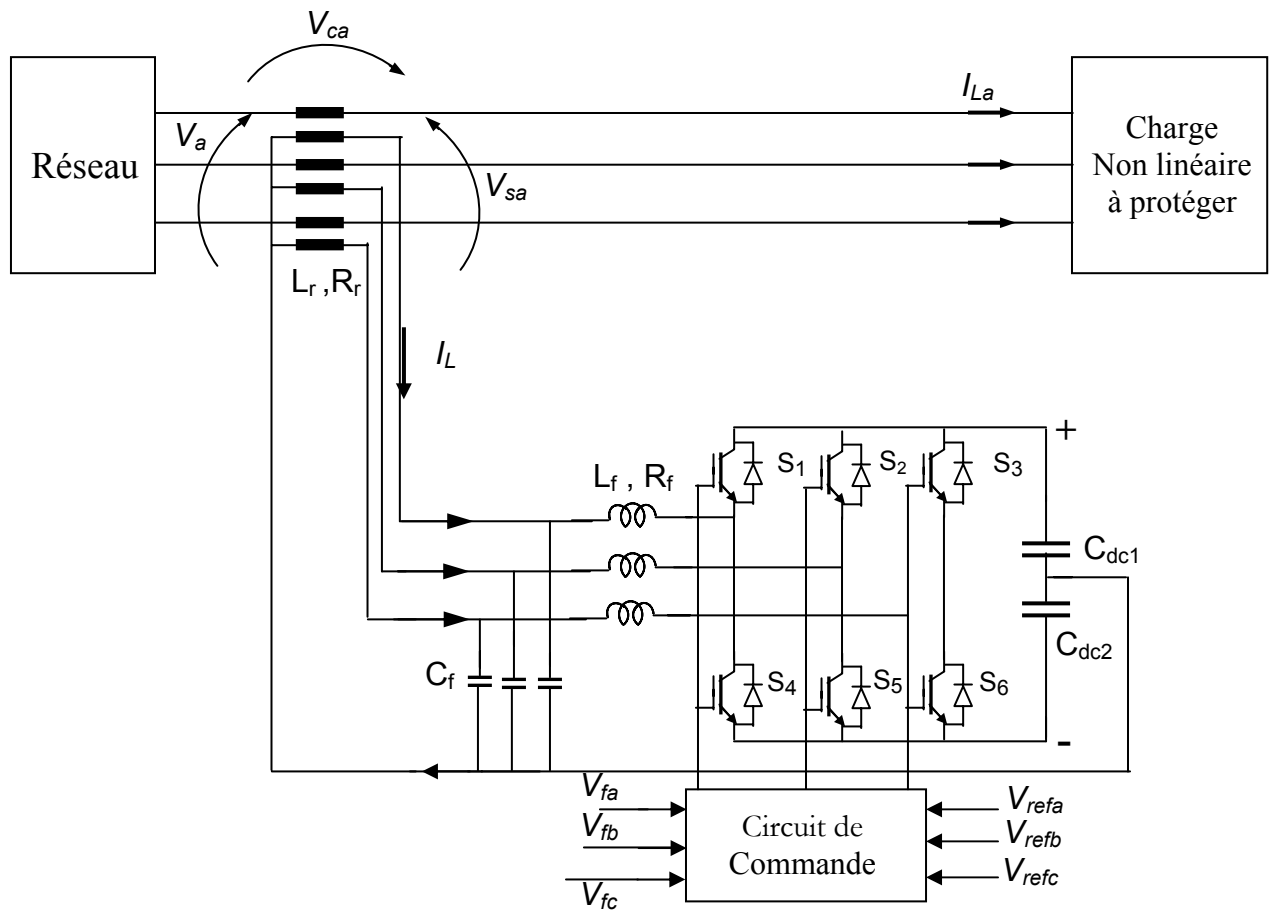 V_ca
I_La
V_a
Réseau
V_sa
Charge
Non linéaire
à protéger
L_r ,R_r
I_L
+
L_f , R_f
S_1
S_2
S_3
C_dc1
C_dc2
C_f
S_4
S_5
S_6
-
V_fa
V_fb
V_fc
Circuit de
Commande
V_refa
V_refb
V_refc